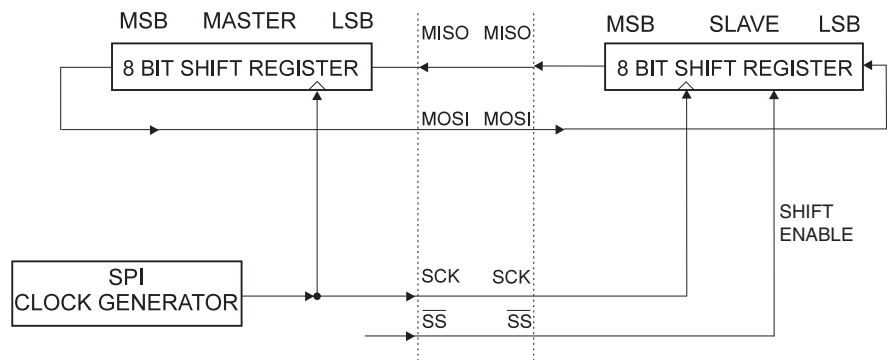 MSB MASTER LSB
MISO MISO
MSB SLAVE LSB
8 BIT SHIFT REGISTER
8 BIT SHIFT REGISTER
MOSI MOSI
SHIFT
ENABLE
SPI
CLOCK GENERATOR
SCK SCK
SS SS